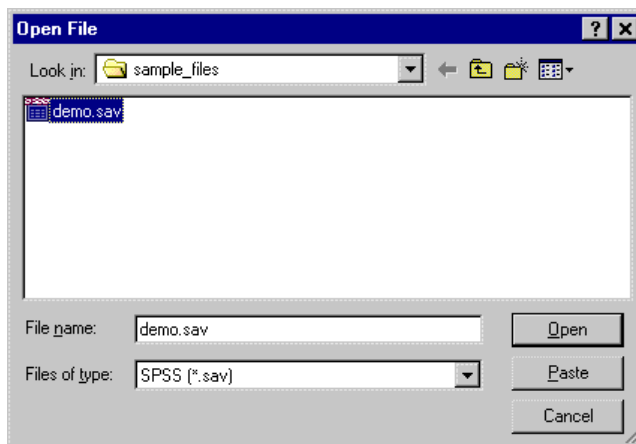 Open File
Look in: sample_files
demo.sav
File name: demo.sav
Open
Files of type: SPSS (*.sav)
Paste
Cancel